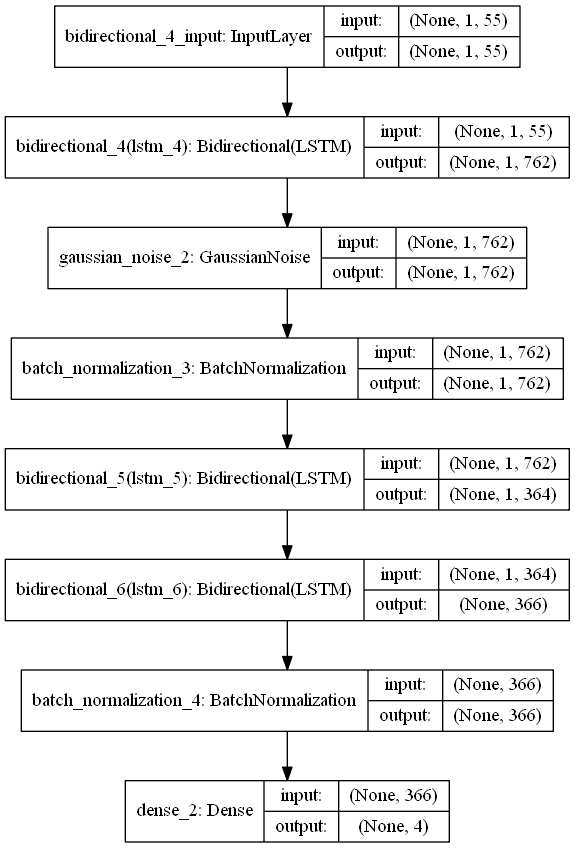 bidirectional_4_input: InputLayer
input: (None, 1, 55)
output: (None, 1, 55)
bidirectional_4(lstm_4): Bidirectional(LSTM)
input: (None, 1, 55)
output: (None, 1, 762)
gaussian_noise_2: GaussianNoise
input: (None, 1, 762)
output: (None, 1, 762)
batch_normalization_3: BatchNormalization
input: (None, 1, 762)
output: (None, 1, 762)
bidirectional_5(lstm_5): Bidirectional(LSTM)
input: (None, 1, 762)
output: (None, 1, 364)
bidirectional_6(lstm_6): Bidirectional(LSTM)
input: (None, 1, 364)
output: (None, 366)
batch_normalization_4: BatchNormalization
input: (None, 366)
output: (None, 366)
dense_2: Dense
input: (None, 366)
output: (None, 4)